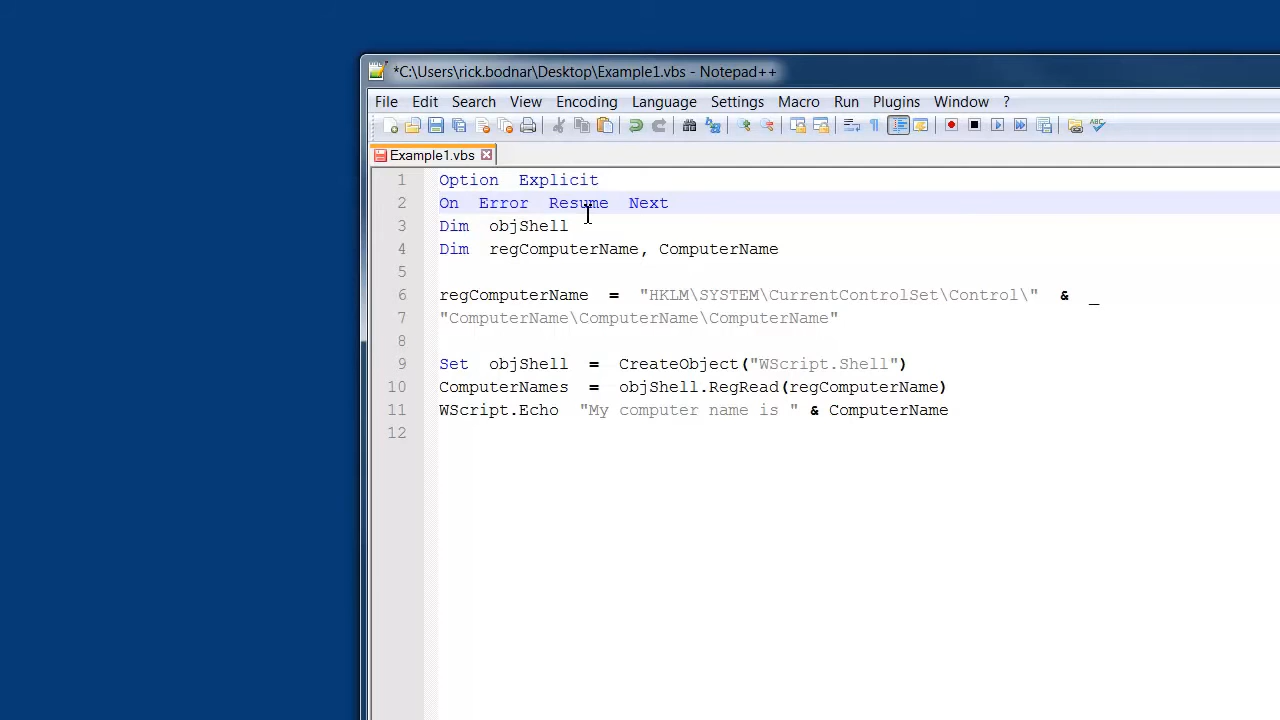 *C:\Users\rick.bodnar\Desktop\Example1.vbs - Notepad++
File Edit Search View Encoding Language Settings Macro Run Plugins Window ?
Example1.vbs
1 Option Explicit
2 On Error Resume Next
3 Dim objShell
4 Dim regComputerName, ComputerName
5
6 regComputerName = "HKLM\SYSTEM\CurrentControlSet\Control\" & _
7 "ComputerName\ComputerName\ComputerName"
8
9 Set objShell = CreateObject("WScript.Shell")
10 ComputerNames = objShell.RegRead(regComputerName)
11 WScript.Echo "My computer name is " & ComputerName
12